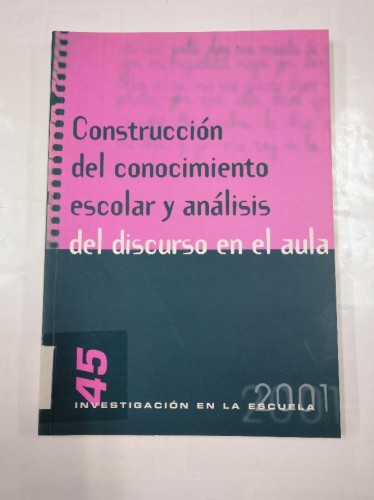 Construcción
del conocimiento
escolar y análisis
del discurso en el aula
45
INVESTIGACIÓN EN LA ESCUELA
2001